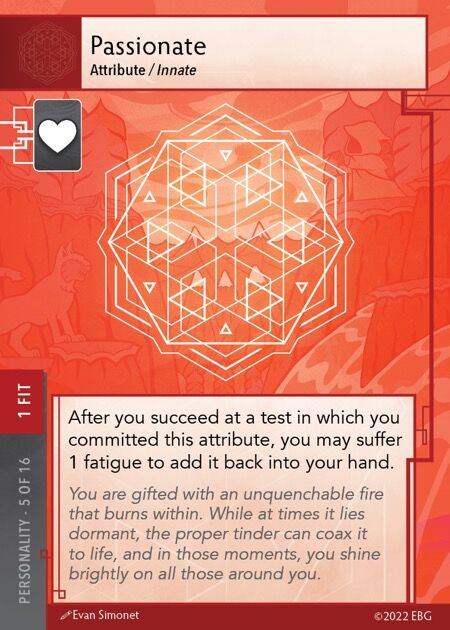 Passionate
Attribute / Innate
1 FIT
PERSONALITY - 5 OF 16
After you succeed at a test in which you
committed this attribute, you may suffer
1 fatigue to add it back into your hand.
You are gifted with an unquenchable fire
that burns within. While at times it lies
dormant, the proper tinder can coax it
to life, and in those moments, you shine
brightly on all those around you.
Evan Simonet
©2022 EBG